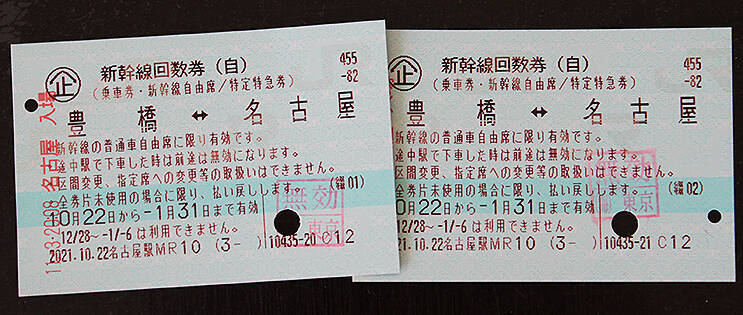 企
新幹線回数券（自）
455
-82
（乗車券・新幹線自由席/特定特急券）
豊橋 ↔ 名古屋
新幹線の普通車自由席に限り有効です。
途中駅で下車した時は前途は無効になります。
区間変更、指定席への変更等の取扱いはできません。
全券片未使用の場合に限り、払い戻しします。
(綴01)
10月22日から-1月31日まで有効
12/28～-1/-6は利用できません。
2021.10.22名古屋駅MR10 (3- ) 10435-20 C12
名古屋 入場
無効
東京
企
新幹線回数券（自）
455
-82
（乗車券・新幹線自由席/特定特急券）
豊橋 ↔ 名古屋
新幹線の普通車自由席に限り有効です。
途中駅で下車した時は前途は無効になります。
区間変更、指定席への変更等の取扱いはできません。
全券片未使用の場合に限り、払い戻しします。
(綴02)
0月22日から-1月31日まで有効
12/28～-1/-6は利用できません。
2021.10.22名古屋駅MR10 (3- ) 10435-21 C12
東京